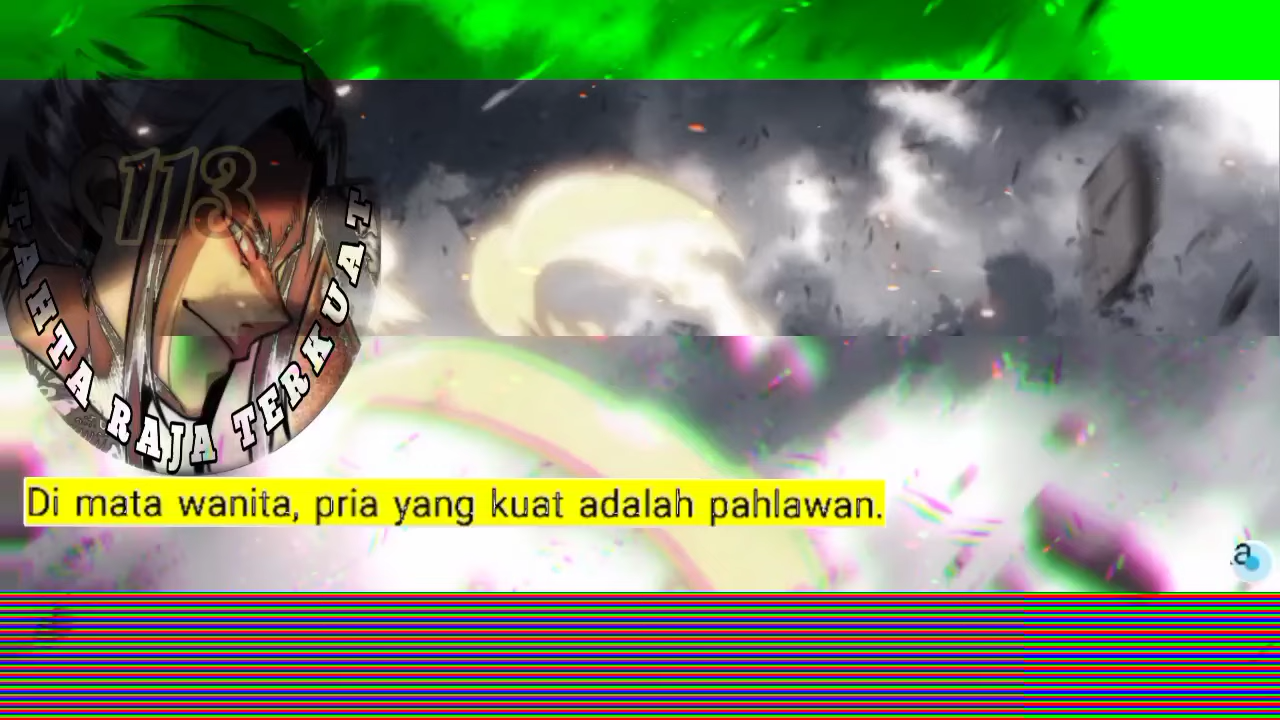 113
TAHTA RAJA TERKUAT
Di mata wanita, pria yang kuat adalah pahlawan.
a